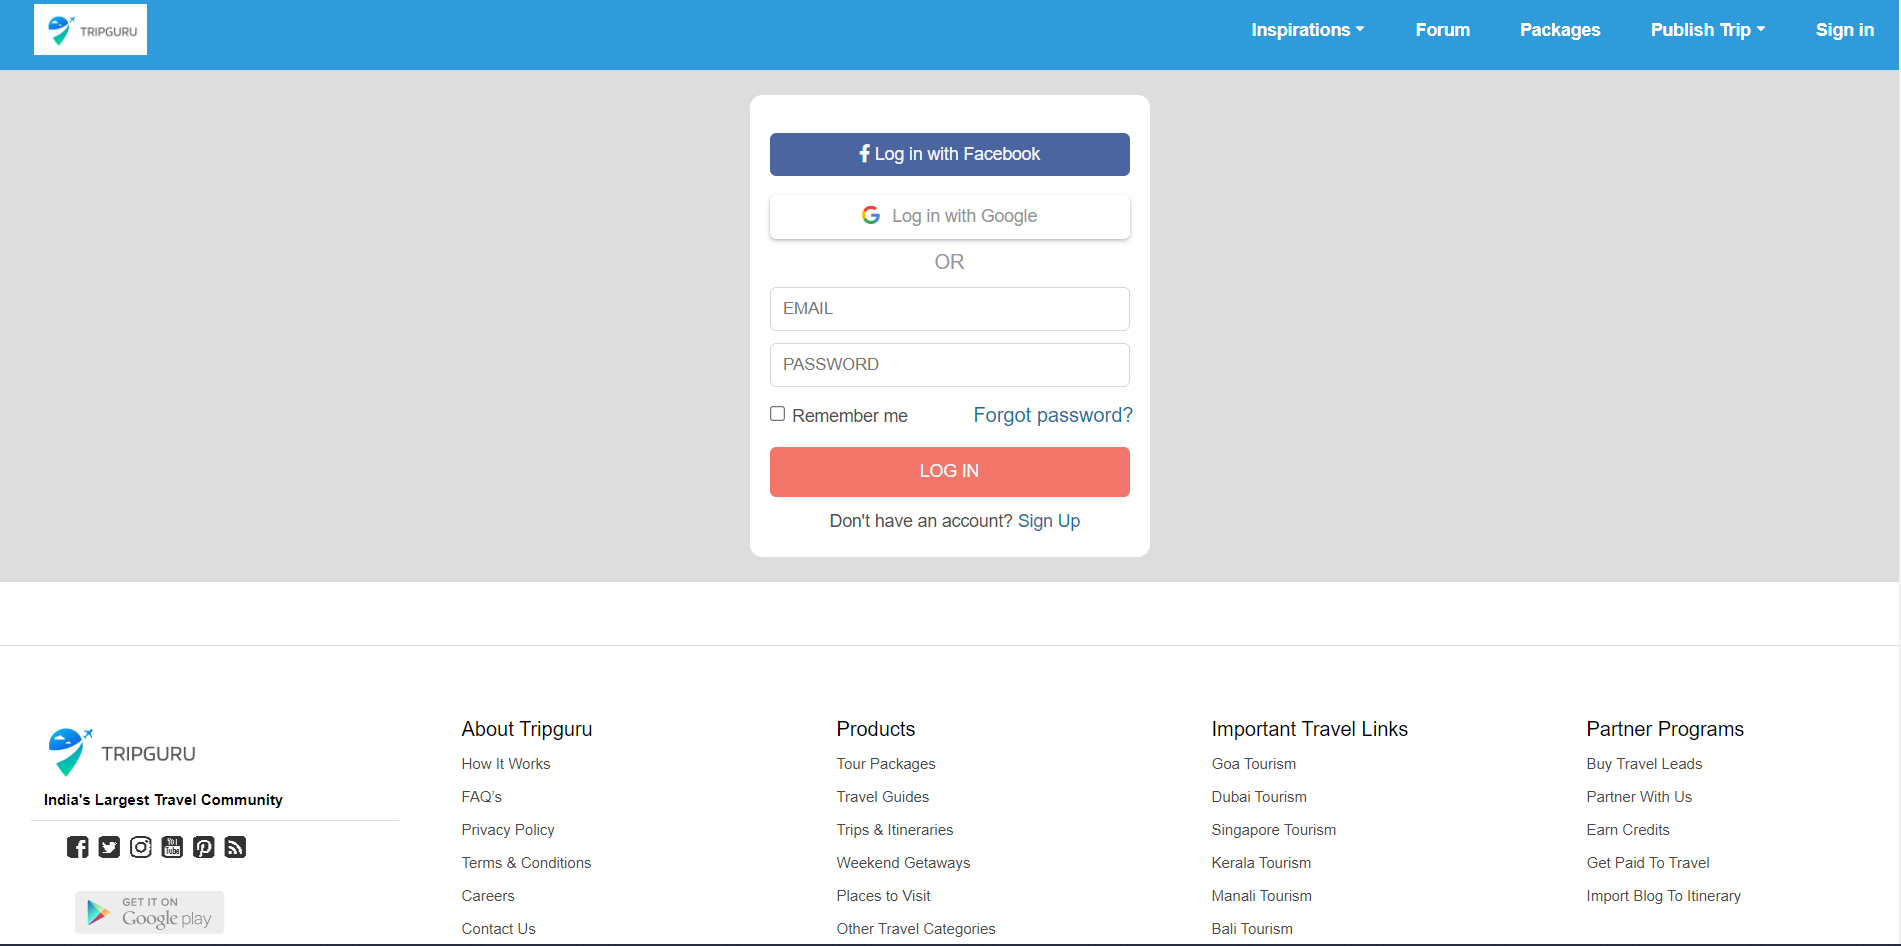 TRIPGURU
Inspirations
Forum
Packages
Publish Trip
Sign in
Log in with Facebook
Log in with Google
OR
EMAIL
PASSWORD
Remember me
Forgot password?
LOG IN
Don't have an account? Sign Up
TRIPGURU
India's Largest Travel Community
You
Tube
GET IT ON
Google play
About Tripguru
How It Works
FAQ’s
Privacy Policy
Terms & Conditions
Careers
Contact Us
Products
Tour Packages
Travel Guides
Trips & Itineraries
Weekend Getaways
Places to Visit
Other Travel Categories
Important Travel Links
Goa Tourism
Dubai Tourism
Singapore Tourism
Kerala Tourism
Manali Tourism
Bali Tourism
Partner Programs
Buy Travel Leads
Partner With Us
Earn Credits
Get Paid To Travel
Import Blog To Itinerary